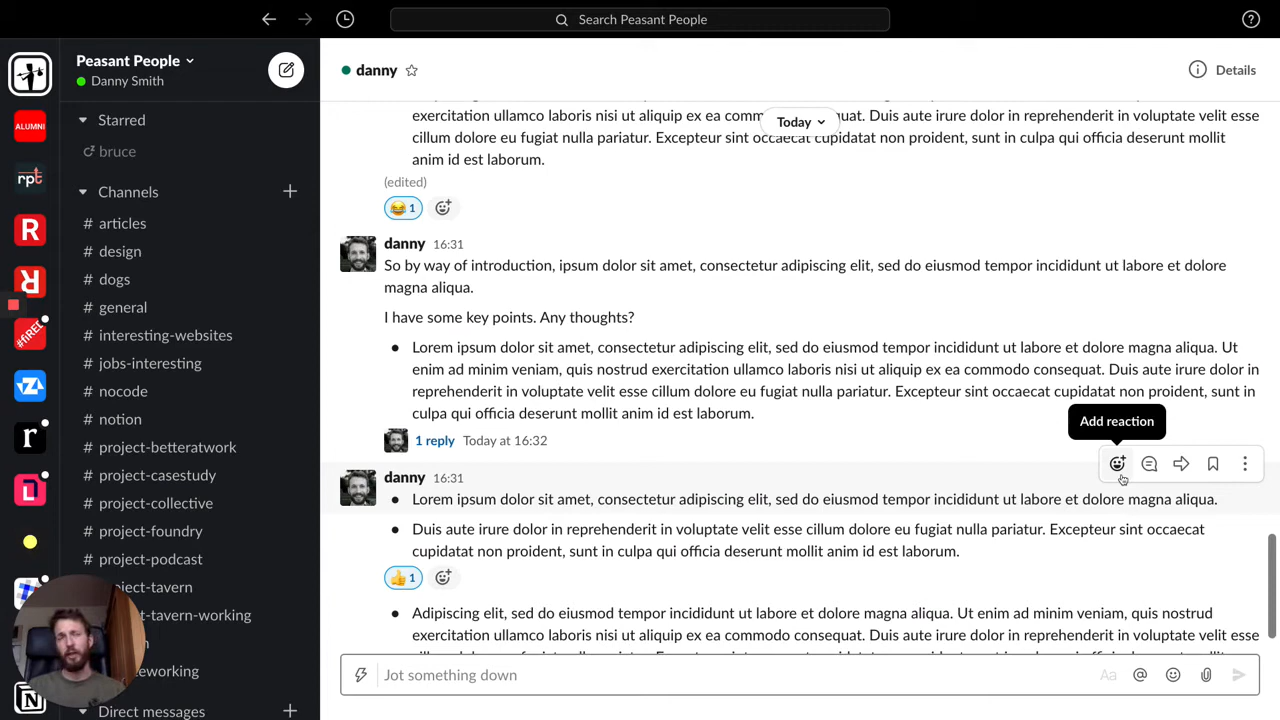 Search Peasant People
Peasant People
Danny Smith
ALUMNI
rpt
R
R
#fiREC
r
N
Starred
bruce
Channels
# articles
# design
# dogs
# general
# interesting-websites
# jobs-interesting
# nocode
# notion
# project-betteratwork
# project-casestudy
# project-collective
# project-foundry
# project-podcast
project-tavern
ct-tavern-working
eworking
Direct messages
danny
Details
Today
exercitation ullamco laboris nisi ut aliquip ex ea comm quat. Duis aute irure dolor in reprehenderit in voluptate velit esse
cillum dolore eu fugiat nulla pariatur. Excepteur sint occaecat cupidatat non proident, sunt in culpa qui officia deserunt mollit
anim id est laborum.
(edited)
😂 1
danny 16:31
So by way of introduction, ipsum dolor sit amet, consectetur adipiscing elit, sed do eiusmod tempor incididunt ut labore et dolore
magna aliqua.
I have some key points. Any thoughts?
• Lorem ipsum dolor sit amet, consectetur adipiscing elit, sed do eiusmod tempor incididunt ut labore et dolore magna aliqua. Ut
enim ad minim veniam, quis nostrud exercitation ullamco laboris nisi ut aliquip ex ea commodo consequat. Duis aute irure dolor in
reprehenderit in voluptate velit esse cillum dolore eu fugiat nulla pariatur. Excepteur sint occaecat cupidatat non proident, sunt in
culpa qui officia deserunt mollit anim id est laborum.
Add reaction
1 reply Today at 16:32
danny 16:31
• Lorem ipsum dolor sit amet, consectetur adipiscing elit, sed do eiusmod tempor incididunt ut labore et dolore magna aliqua.
• Duis aute irure dolor in reprehenderit in voluptate velit esse cillum dolore eu fugiat nulla pariatur. Excepteur sint occaecat
cupidatat non proident, sunt in culpa qui officia deserunt mollit anim id est laborum.
👍 1
• Adipiscing elit, sed do eiusmod tempor incididunt ut labore et dolore magna aliqua. Ut enim ad minim veniam, quis nostrud
exercitation ullamco laboris nisi ut aliquip ex ea commodo consequat. Duis aute irure dolor in reprehenderit in voluptate velit esse
Jot something down
Aa